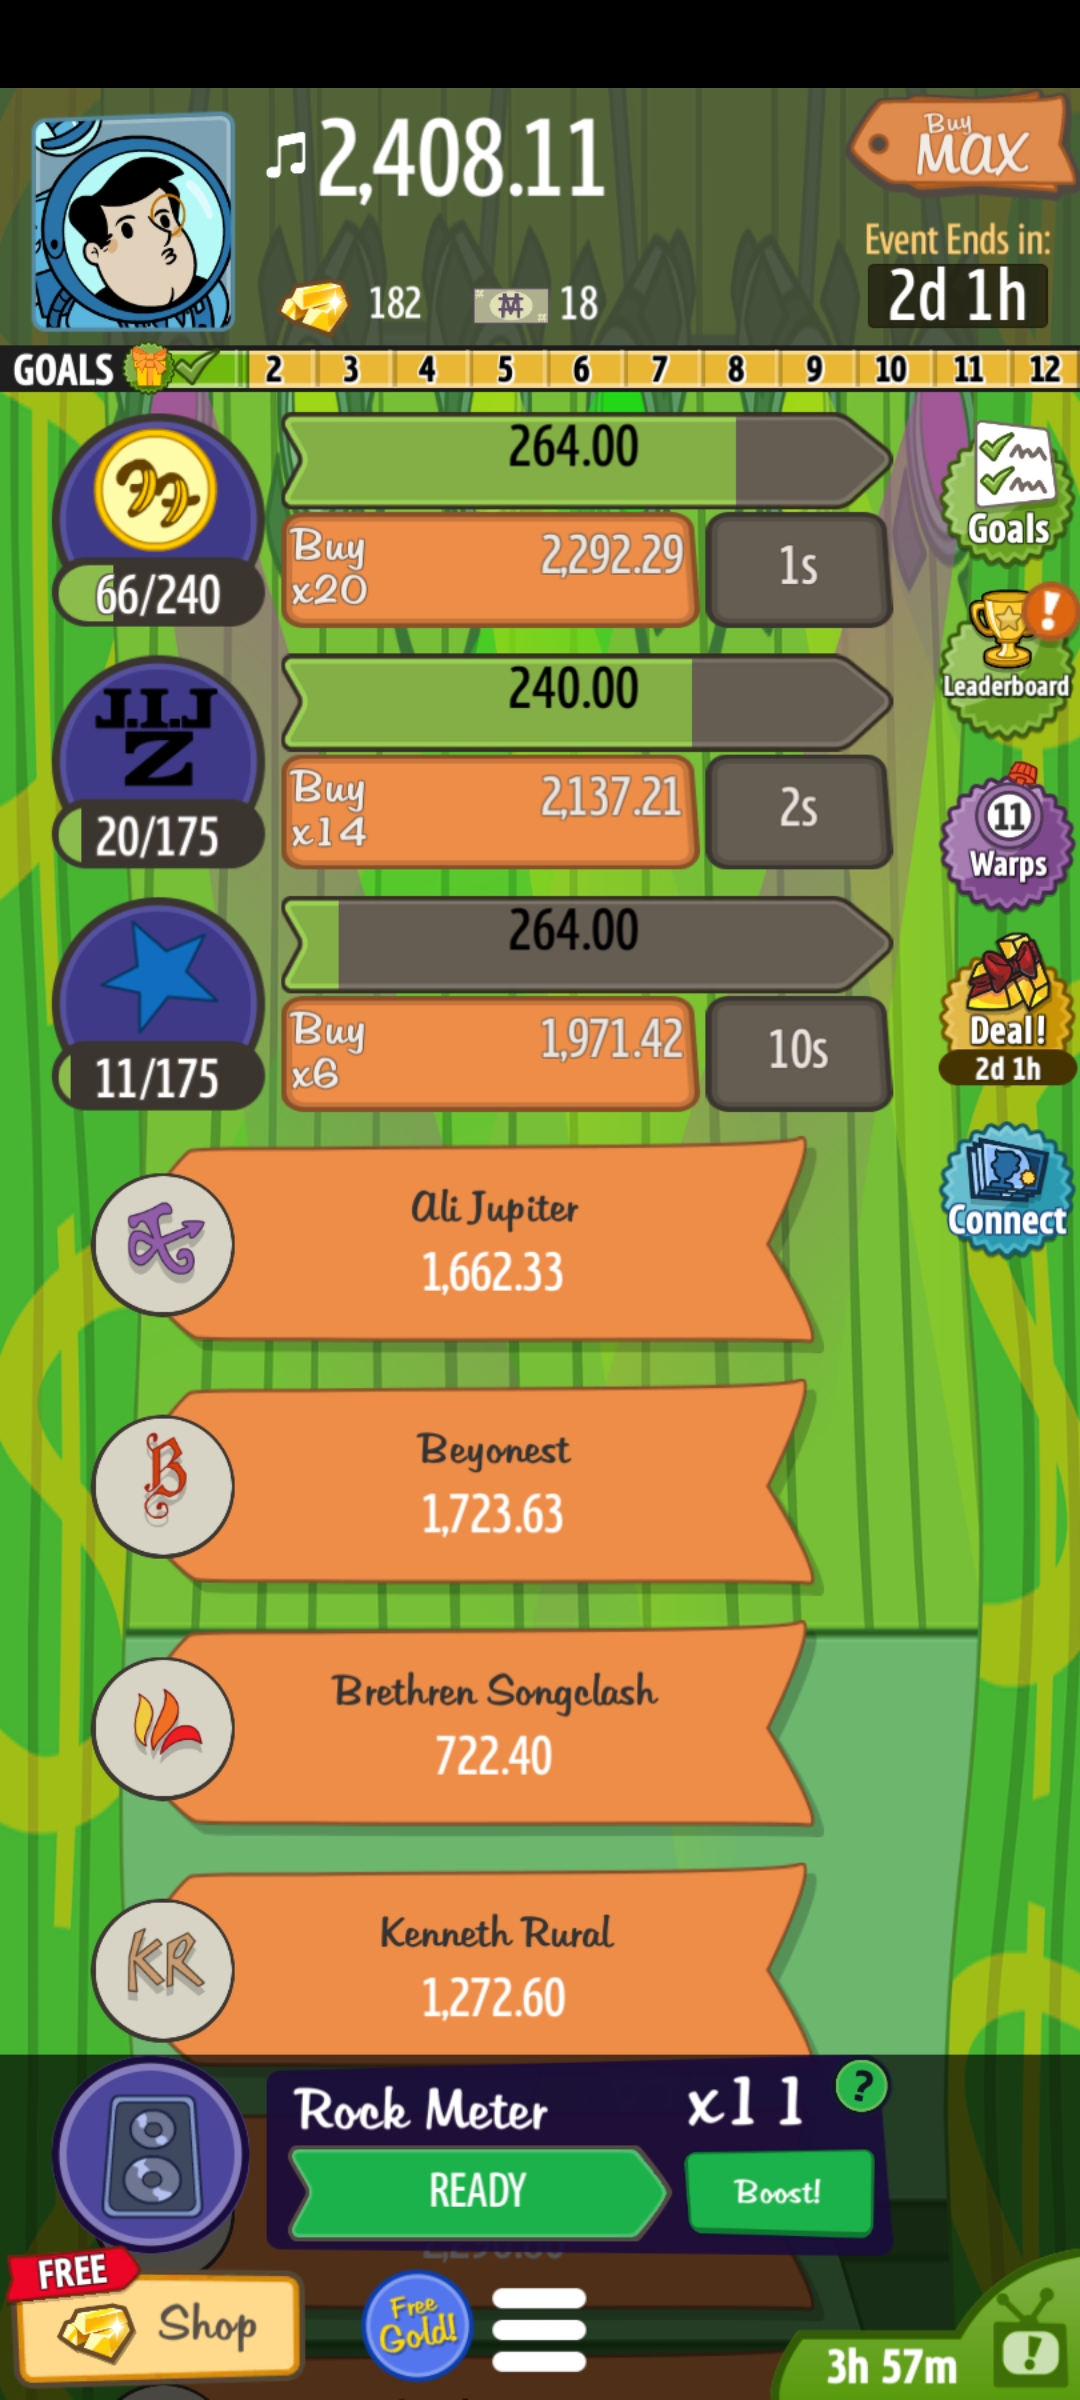 2,408.11
Buy
MAX
Event Ends in:
2d 1h
182
18
GOALS 2 3 4 5 6 7 8 9 10 11 12
264.00
66/240
Buy
x20
2,292.29
1s
Goals
Leaderboard
J.I.J
Z
240.00
20/175
Buy
x14
2,137.21
2s
11
Warps
264.00
11/175
Buy
x6
1,971.42
10s
Deal!
2d 1h
Connect
Ali Jupiter
1,662.33
B
Beyonest
1,723.63
Brethren Songclash
722.40
KR
Kenneth Rural
1,272.60
Rock Meter
x11
?
READY
Boost!
FREE
Shop
Free
Gold!
3h 57m